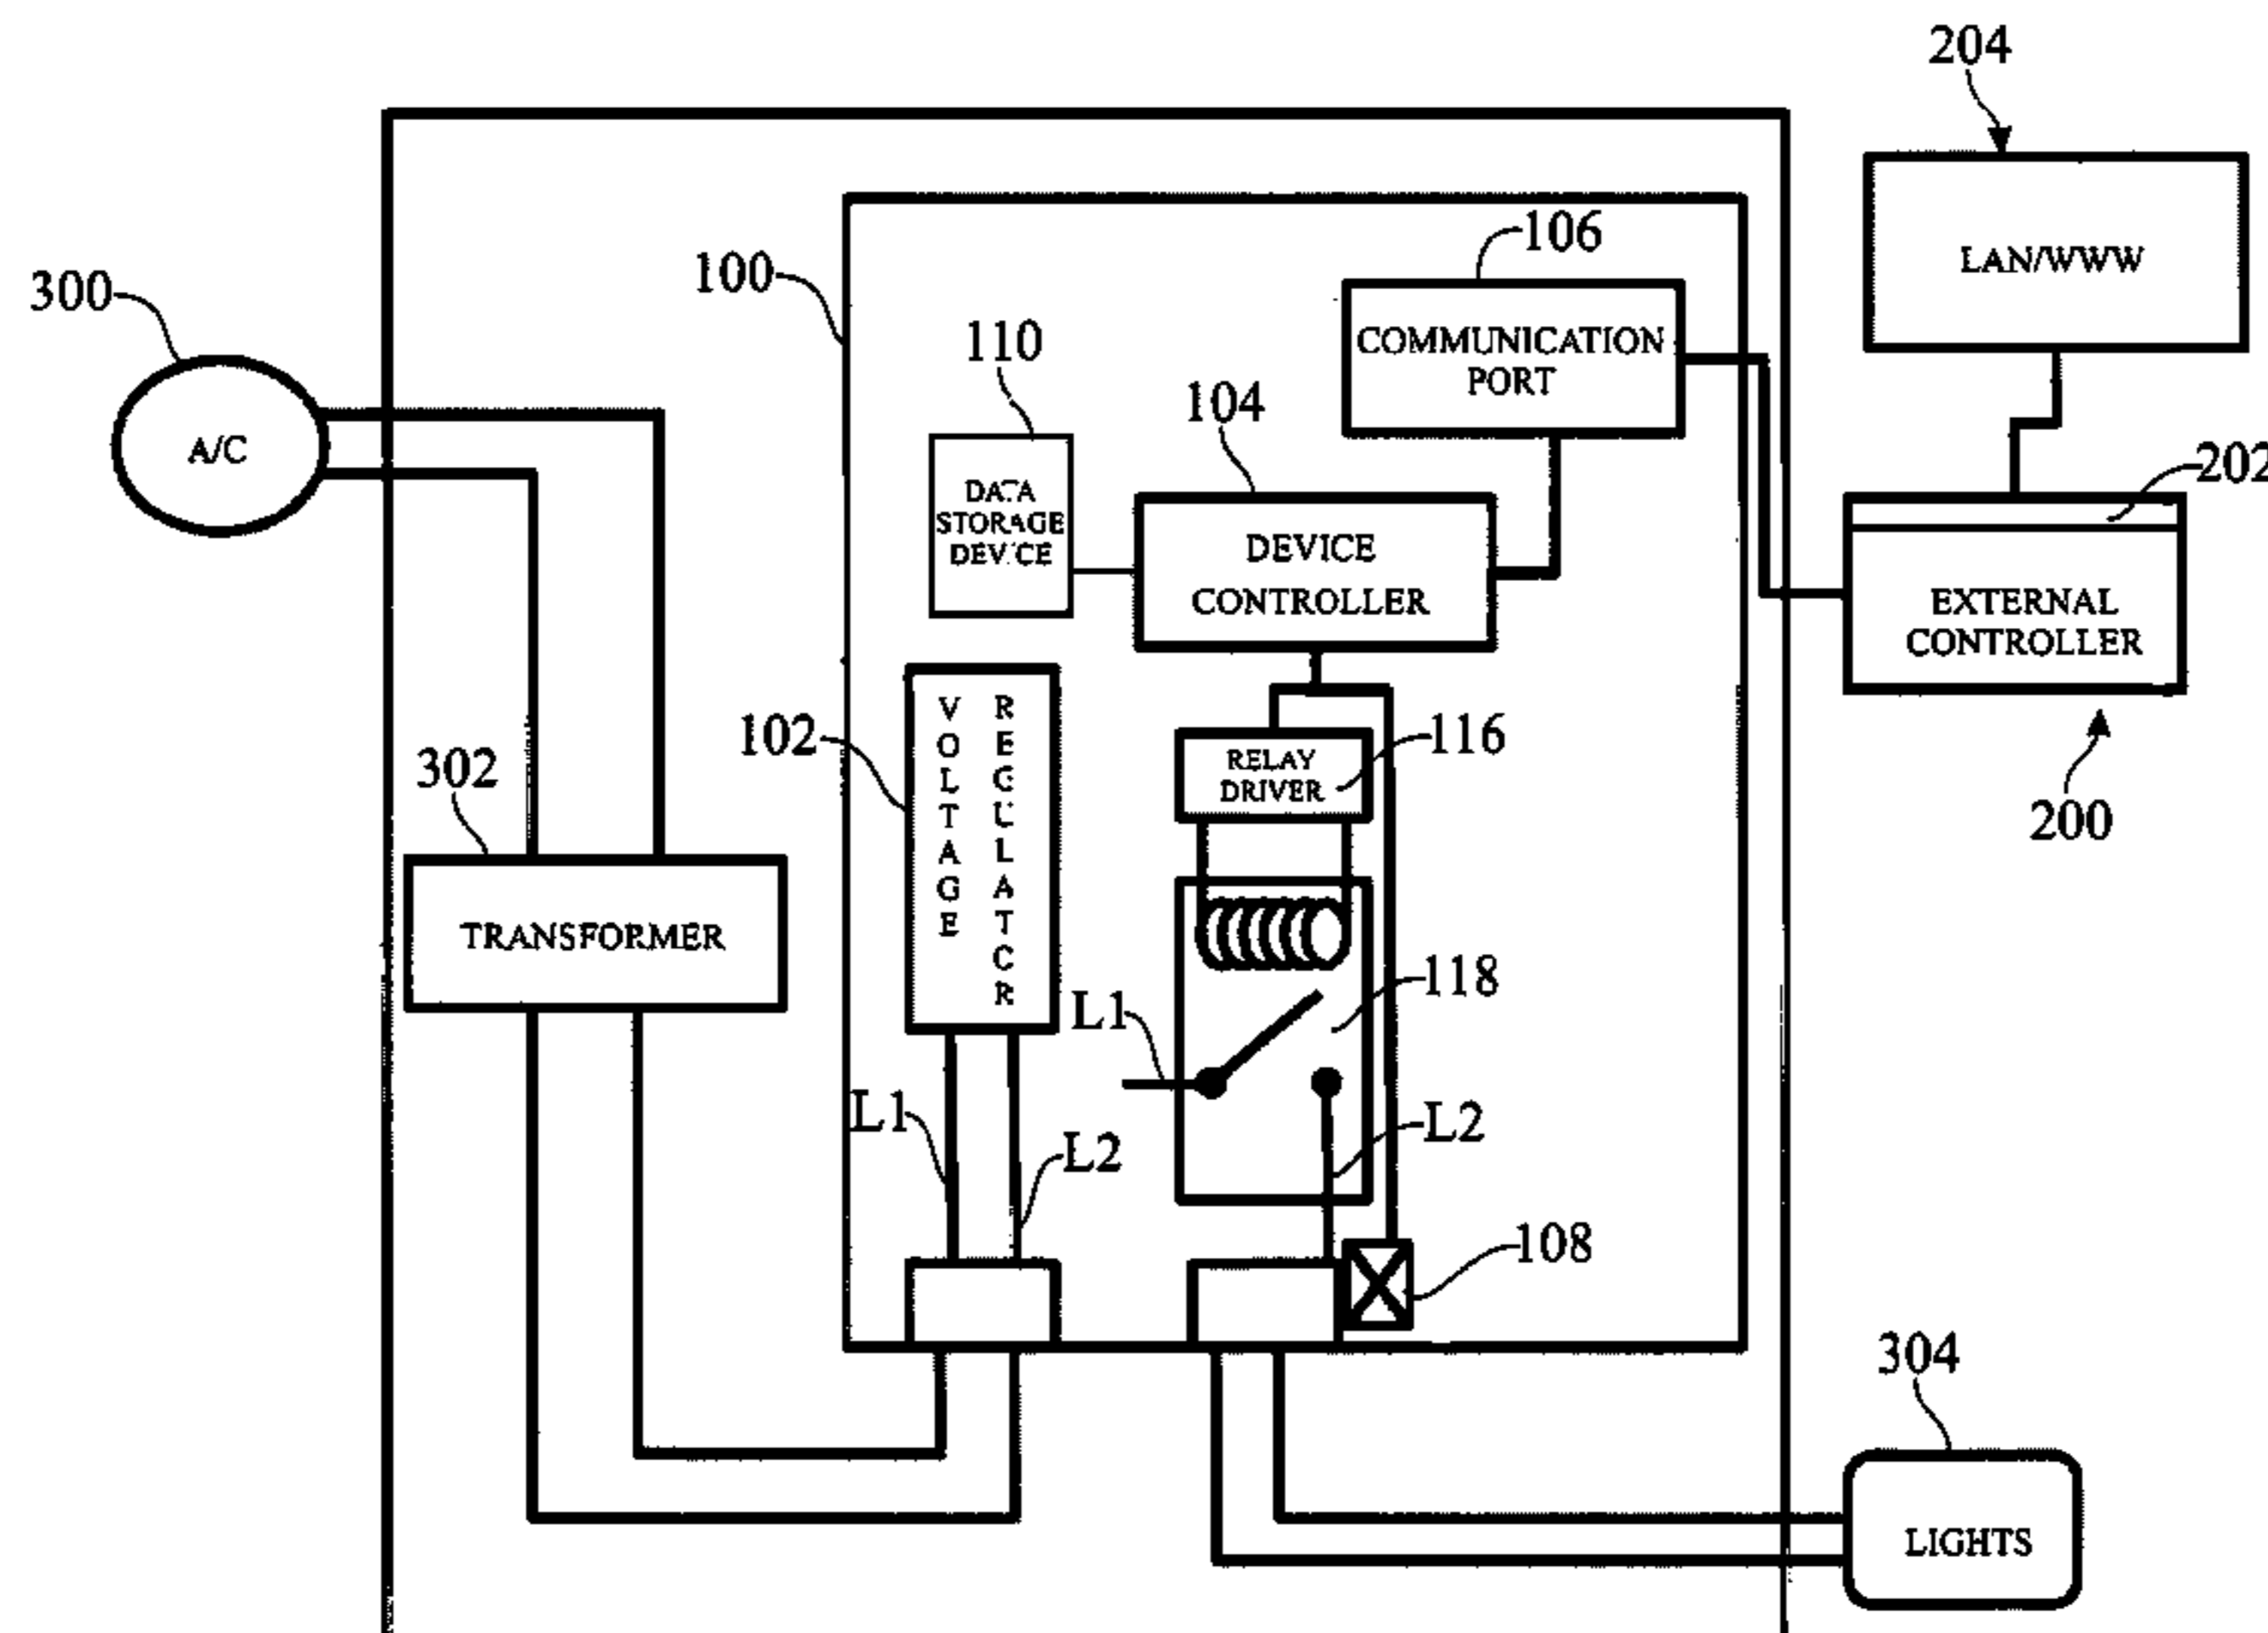 204
LAN/WWW
106
100
300
COMMUNICATION
PORT
110
104
A/C
202
DATA
STORAGE
DEVICE
DEVICE
CONTROLLER
EXTERNAL
CONTROLLER
VOLTAGE
REGULATOR
102
116
RELAY
DRIVER
302
200
TRANSFORMER
118
L1
L1
L2
L2
108
304
LIGHTS